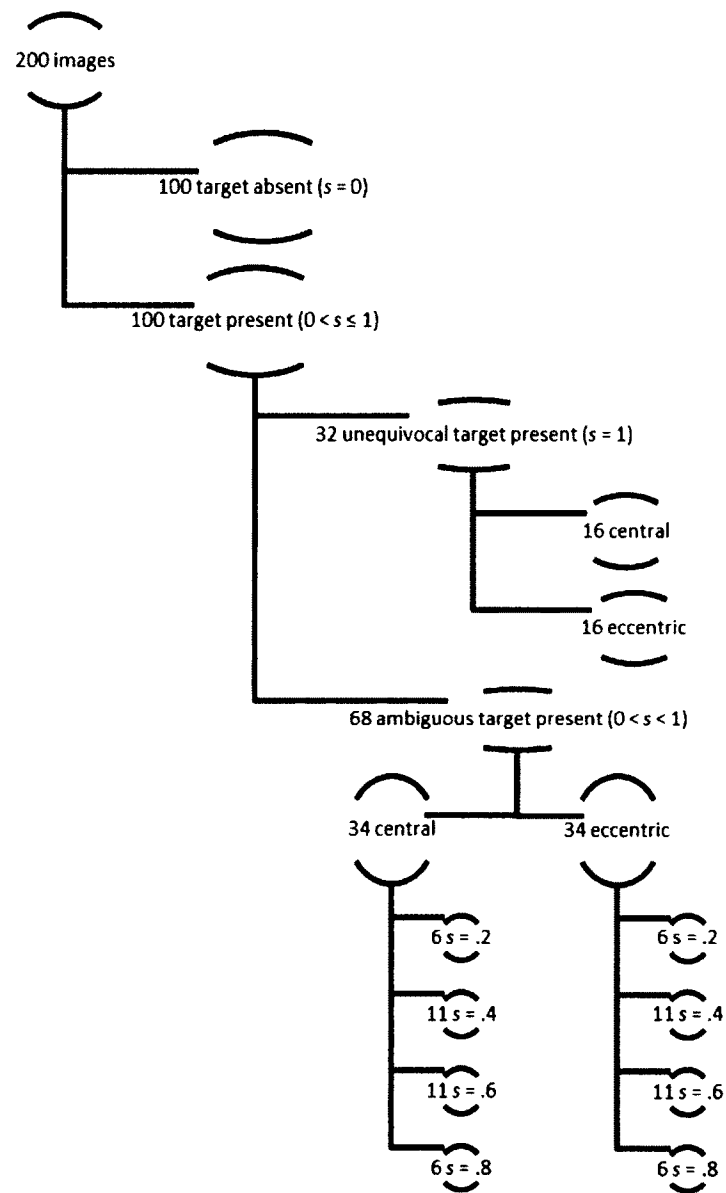 200 images
100 target absent (s = 0)
100 target present (0 < s ≤ 1)
32 unequivocal target present (s = 1)
16 central
16 eccentric
68 ambiguous target present (0 < s < 1)
34 central
34 eccentric
6 s = .2
6 s = .2
11 s = .4
11 s = .4
11 s = .6
11 s = .6
6 s = .8
6 s = .8